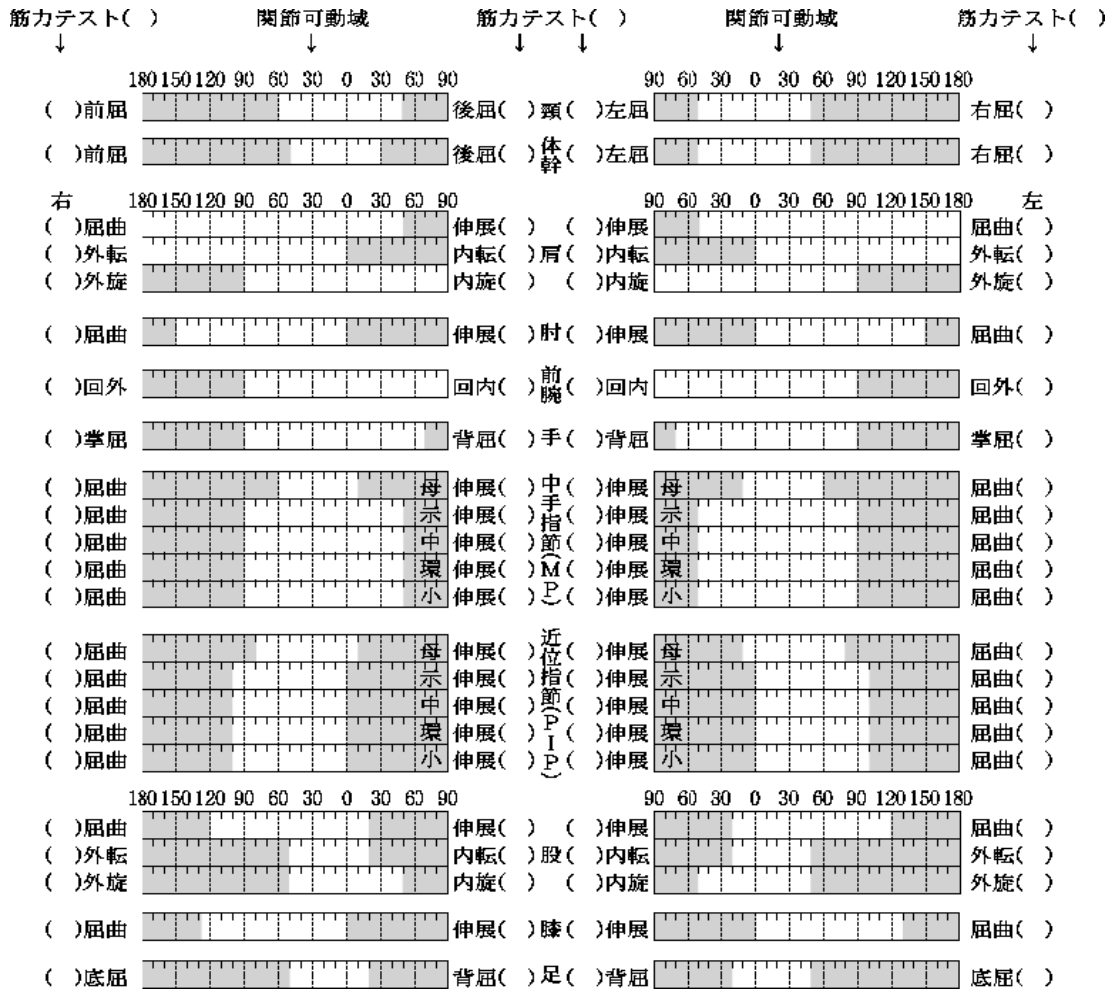 筋力テスト(　) 関節可動域 筋力テスト(　) 関節可動域 筋力テスト(　)
↓ ↓ ↓ ↓ ↓ ↓
180 150 120 90 60 30 0 30 60 90 90 60 30 0 30 60 90 120 150 180
(　)前屈 後屈(　)頸(　)左屈 右屈(　)
(　)前屈 後屈(　)体幹(　)左屈 右屈(　)
右 180 150 120 90 60 30 0 30 60 90 90 60 30 0 30 60 90 120 150 180 左
(　)屈曲 伸展(　) (　)伸展 屈曲(　)
(　)外転 内転(　)肩(　)内転 外転(　)
(　)外旋 内旋(　) (　)内旋 外旋(　)
(　)屈曲 伸展(　)肘(　)伸展 屈曲(　)
(　)回外 回内(　)前腕(　)回内 回外(　)
(　)掌屈 背屈(　)手(　)背屈 掌屈(　)
中手指節(MP)
(　)屈曲 母 伸展(　) (　)伸展 母 屈曲(　)
(　)屈曲 示 伸展(　) (　)伸展 示 屈曲(　)
(　)屈曲 中 伸展(　) (　)伸展 中 屈曲(　)
(　)屈曲 環 伸展(　) (　)伸展 環 屈曲(　)
(　)屈曲 小 伸展(　) (　)伸展 小 屈曲(　)
近位指節(PIP)
(　)屈曲 母 伸展(　) (　)伸展 母 屈曲(　)
(　)屈曲 示 伸展(　) (　)伸展 示 屈曲(　)
(　)屈曲 中 伸展(　) (　)伸展 中 屈曲(　)
(　)屈曲 環 伸展(　) (　)伸展 環 屈曲(　)
(　)屈曲 小 伸展(　) (　)伸展 小 屈曲(　)
180 150 120 90 60 30 0 30 60 90 90 60 30 0 30 60 90 120 150 180
(　)屈曲 伸展(　) (　)伸展 屈曲(　)
(　)外転 内転(　)股(　)内転 外転(　)
(　)外旋 内旋(　) (　)内旋 外旋(　)
(　)屈曲 伸展(　)膝(　)伸展 屈曲(　)
(　)底屈 背屈(　)足(　)背屈 底屈(　)